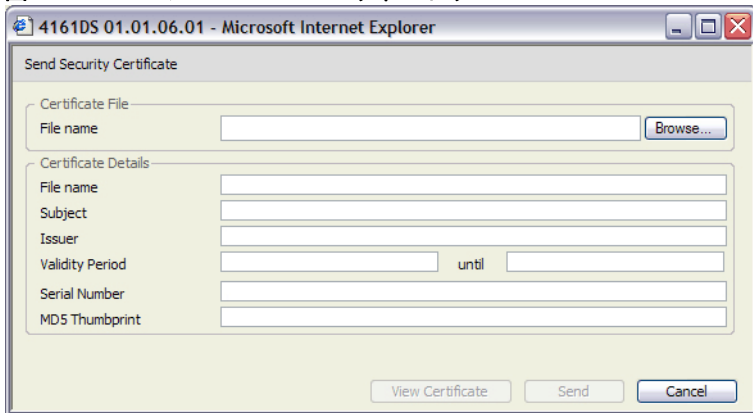 4161DS 01.01.06.01 - Microsoft Internet Explorer
Send Security Certificate
Certificate File
File name Browse...
Certificate Details
File name
Subject
Issuer
Validity Period until
Serial Number
MD5 Thumbprint
View Certificate Send Cancel